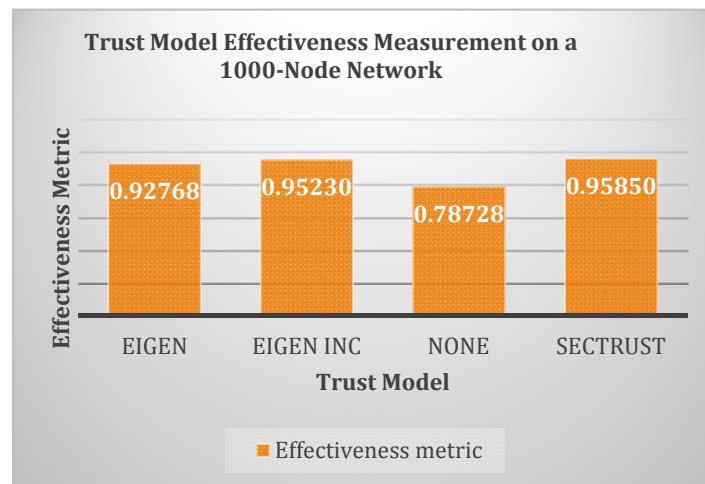 Trust Model Effectiveness Measurement on a
1000-Node Network
Effectiveness Metric
0.92768
0.95230
0.78728
0.95850
EIGEN
EIGEN INC
NONE
SECTRUST
Trust Model
Effectiveness metric